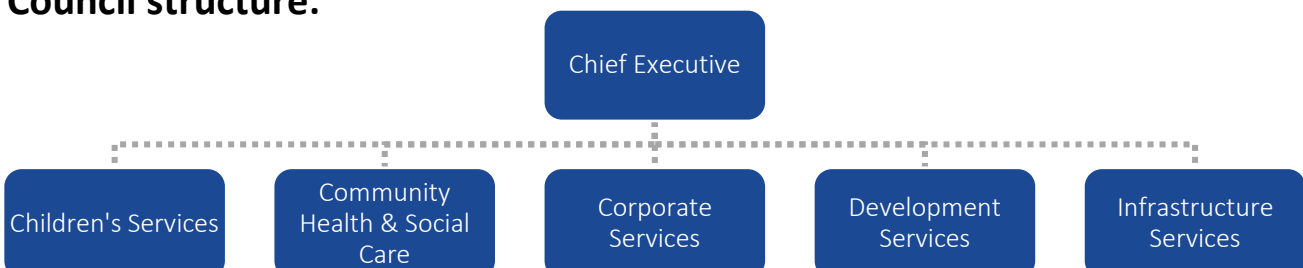 Council structure:
Chief Executive
Children's Services
Community
Health & Social
Care
Corporate
Services
Development
Services
Infrastructure
Services